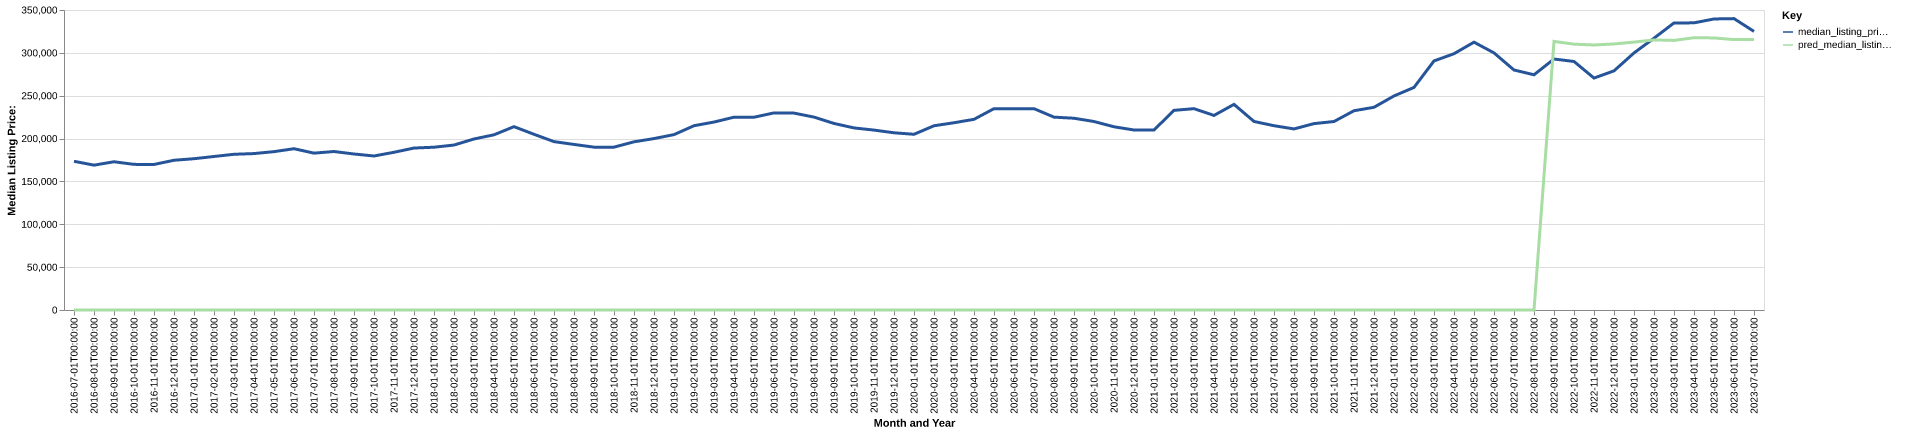 350,000
300,000
250,000
200,000
150,000
100,000
50,000
0
Median Listing Price:
2016-07-01T00:00:00
2016-08-01T00:00:00
2016-09-01T00:00:00
2016-10-01T00:00:00
2016-11-01T00:00:00
2016-12-01T00:00:00
2017-01-01T00:00:00
2017-02-01T00:00:00
2017-03-01T00:00:00
2017-04-01T00:00:00
2017-05-01T00:00:00
2017-06-01T00:00:00
2017-07-01T00:00:00
2017-08-01T00:00:00
2017-09-01T00:00:00
2017-10-01T00:00:00
2017-11-01T00:00:00
2017-12-01T00:00:00
2018-01-01T00:00:00
2018-02-01T00:00:00
2018-03-01T00:00:00
2018-04-01T00:00:00
2018-05-01T00:00:00
2018-06-01T00:00:00
2018-07-01T00:00:00
2018-08-01T00:00:00
2018-09-01T00:00:00
2018-10-01T00:00:00
2018-11-01T00:00:00
2018-12-01T00:00:00
2019-01-01T00:00:00
2019-02-01T00:00:00
2019-03-01T00:00:00
2019-04-01T00:00:00
2019-05-01T00:00:00
2019-06-01T00:00:00
2019-07-01T00:00:00
2019-08-01T00:00:00
2019-09-01T00:00:00
2019-10-01T00:00:00
2019-11-01T00:00:00
2019-12-01T00:00:00
2020-01-01T00:00:00
2020-02-01T00:00:00
2020-03-01T00:00:00
2020-04-01T00:00:00
2020-05-01T00:00:00
2020-06-01T00:00:00
2020-07-01T00:00:00
2020-08-01T00:00:00
2020-09-01T00:00:00
2020-10-01T00:00:00
2020-11-01T00:00:00
2020-12-01T00:00:00
2021-01-01T00:00:00
2021-02-01T00:00:00
2021-03-01T00:00:00
2021-04-01T00:00:00
2021-05-01T00:00:00
2021-06-01T00:00:00
2021-07-01T00:00:00
2021-08-01T00:00:00
2021-09-01T00:00:00
2021-10-01T00:00:00
2021-11-01T00:00:00
2021-12-01T00:00:00
2022-01-01T00:00:00
2022-02-01T00:00:00
2022-03-01T00:00:00
2022-04-01T00:00:00
2022-05-01T00:00:00
2022-06-01T00:00:00
2022-07-01T00:00:00
2022-08-01T00:00:00
2022-09-01T00:00:00
2022-10-01T00:00:00
2022-11-01T00:00:00
2022-12-01T00:00:00
2023-01-01T00:00:00
2023-02-01T00:00:00
2023-03-01T00:00:00
2023-04-01T00:00:00
2023-05-01T00:00:00
2023-06-01T00:00:00
2023-07-01T00:00:00
Month and Year
Key
median_listing_pri…
pred_median_listin…